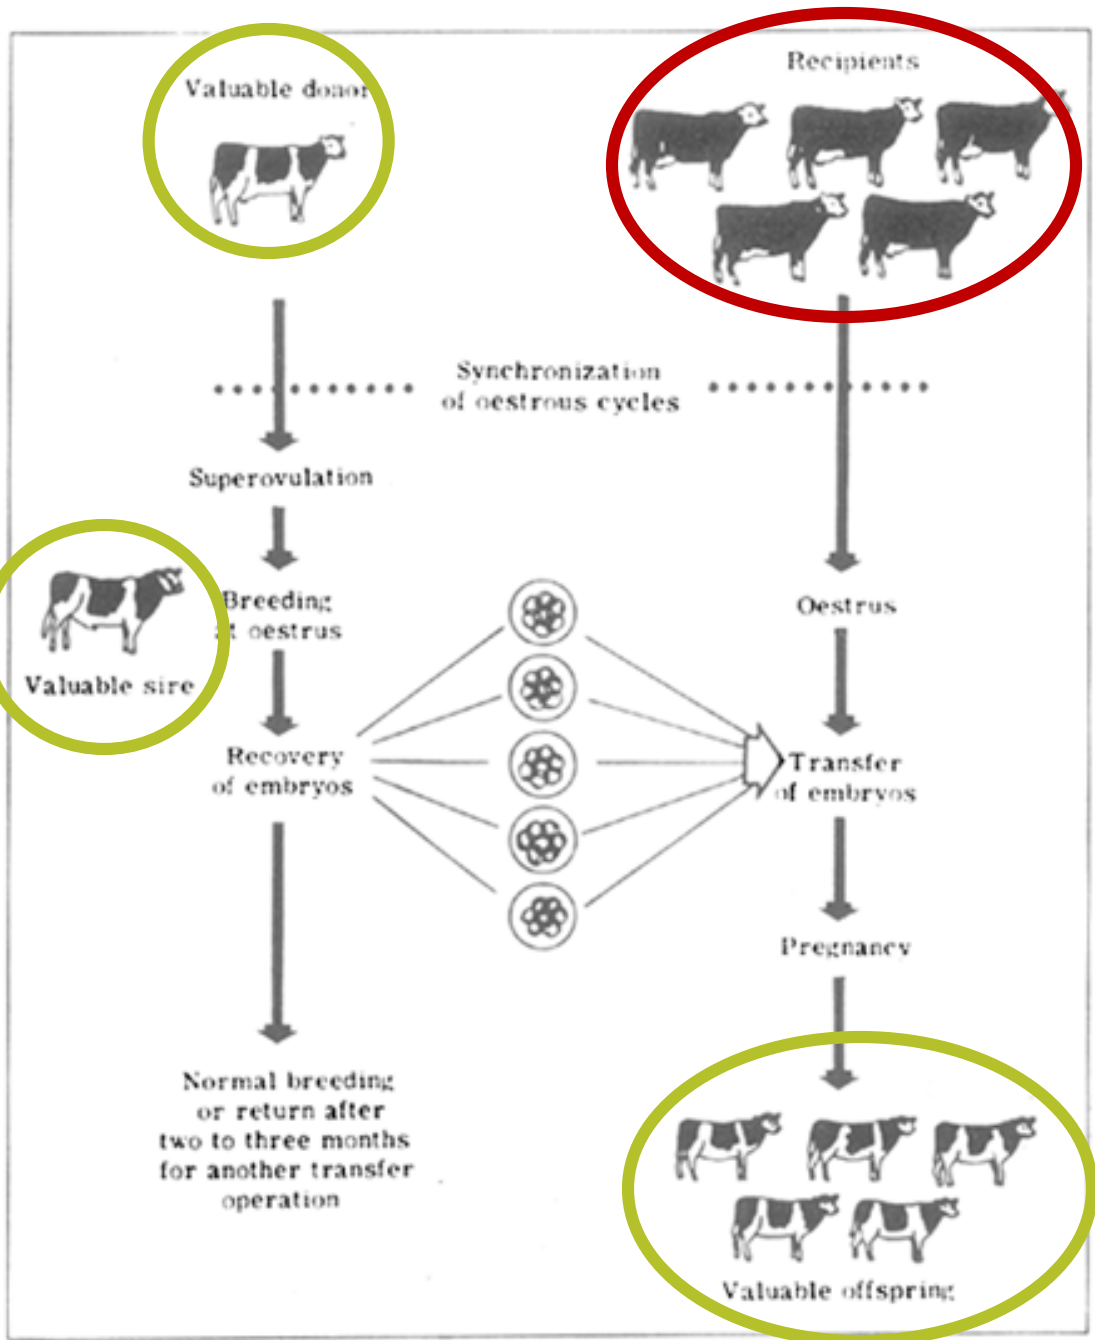 Valuable donor
Recipients
Synchronization
of oestrous cycles
Superovulation
Breeding
at oestrus
Valuable sire
Oestrus
Recovery
of embryos
Transfer
of embryos
Pregnancy
Normal breeding
or return after
two to three months
for another transfer
operation
Valuable offspring